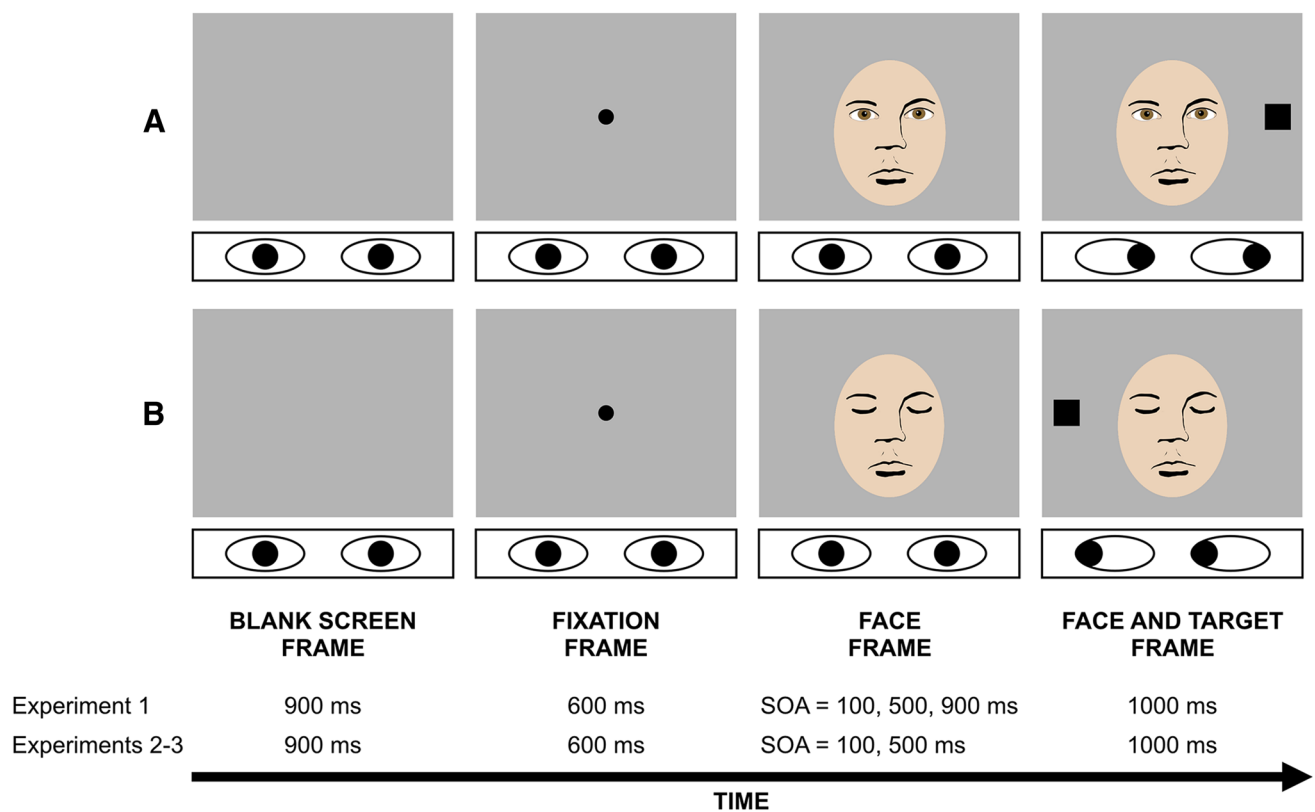 A
B
BLANK SCREEN FRAME
FIXATION FRAME
FACE FRAME
FACE AND TARGET FRAME
Experiment 1 900 ms 600 ms SOA = 100, 500, 900 ms 1000 ms
Experiments 2-3 900 ms 600 ms SOA = 100, 500 ms 1000 ms
TIME